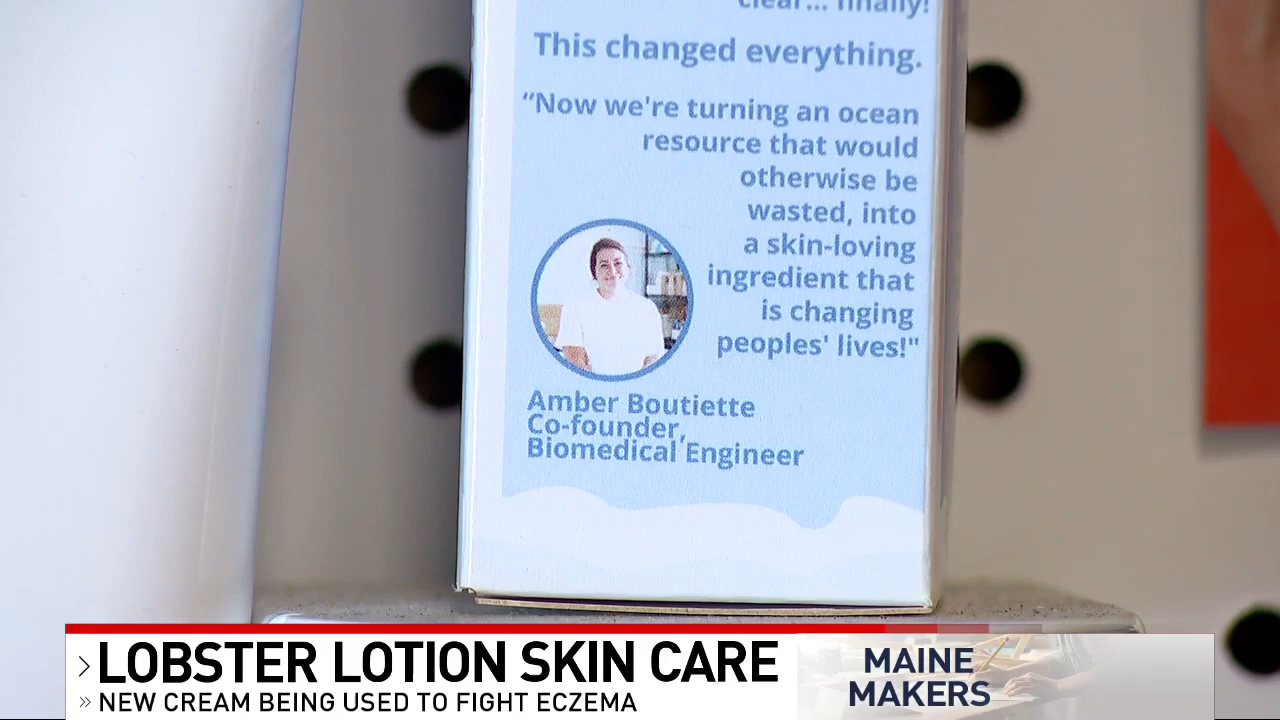 clear... finally!
This changed everything.
“Now we're turning an ocean
resource that would
otherwise be
wasted, into
a skin-loving
ingredient that
is changing
peoples' lives!"
Amber Boutiette
Co-founder,
Biomedical Engineer
LOBSTER LOTION SKIN CARE
NEW CREAM BEING USED TO FIGHT ECZEMA
MAINE
MAKERS